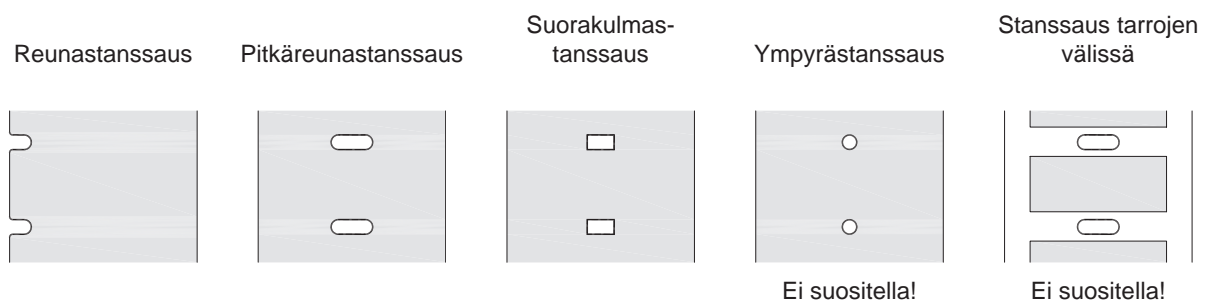 Reunastanssaus
Pitkäreunastanssaus
Suorakulmas-
tanssaus
Ympyrästanssaus
Stanssaus tarrojen
välissä
Ei suositella!
Ei suositella!